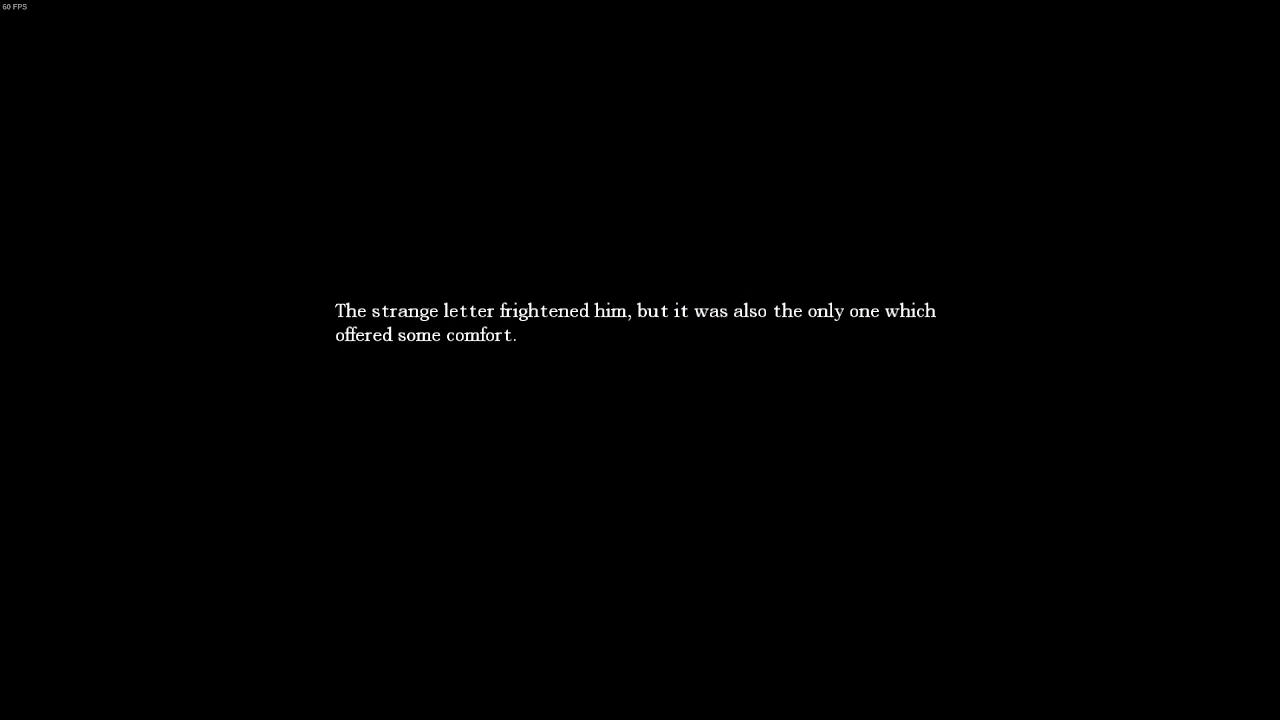 60 FPS
The strange letter frightened him, but it was also the only one which
offered some comfort.